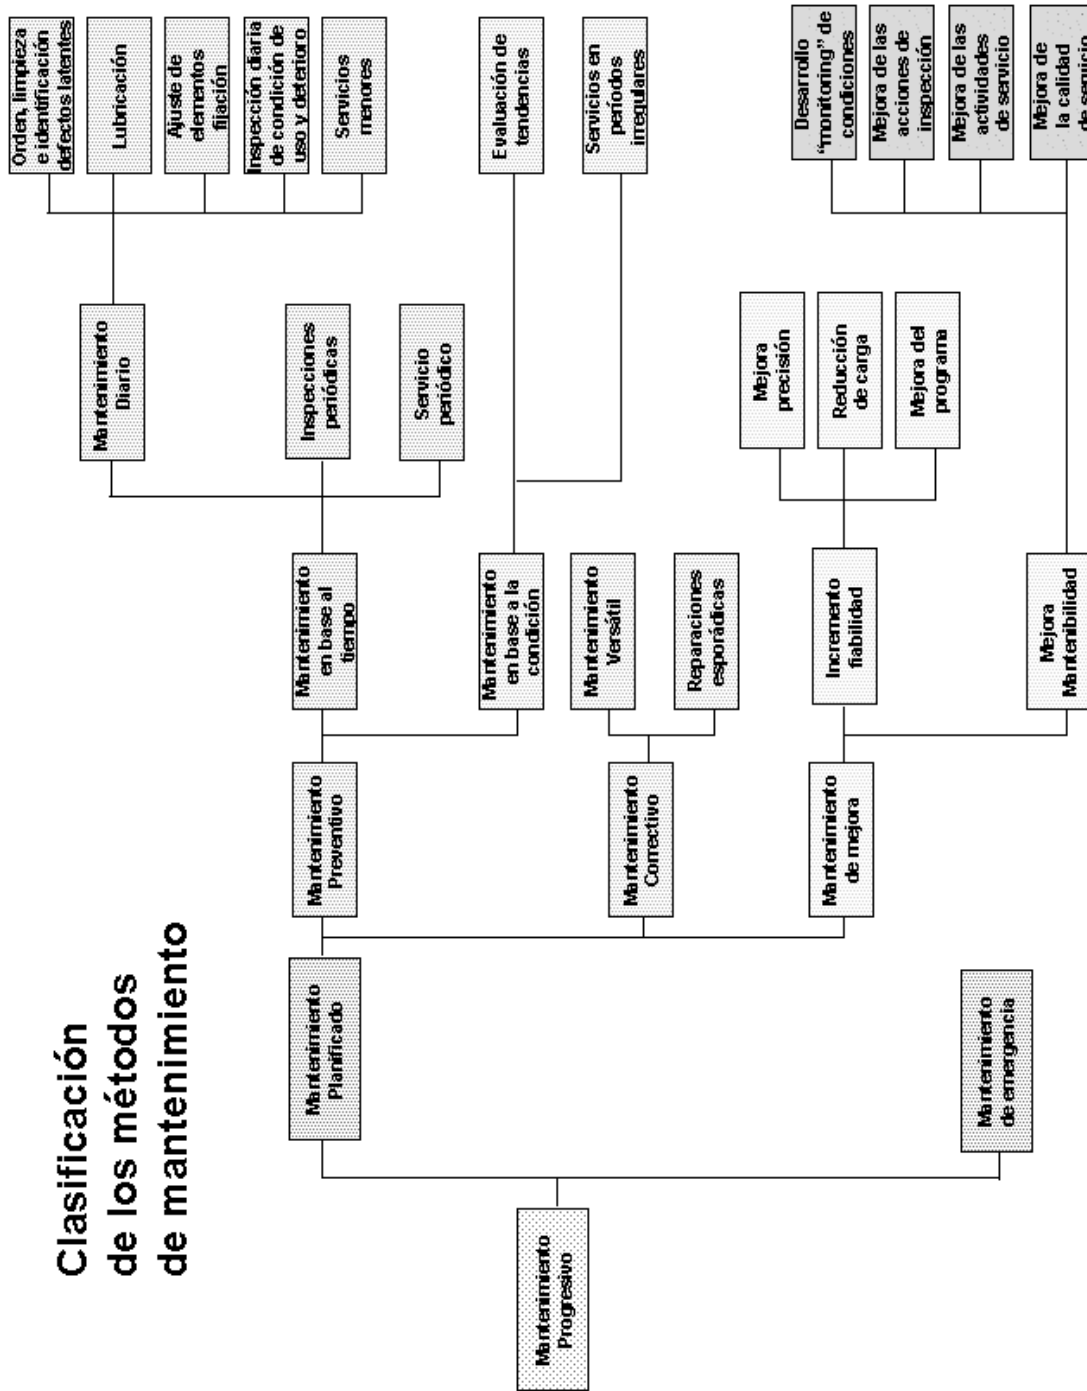 Clasificación
de los métodos
de mantenimiento
Mantenimiento
Progresivo
Mantenimiento
Planificado
Mantenimiento
de emergencia
Mantenimiento
Preventivo
Mantenimiento
Correctivo
Mantenimiento
de mejora
Mantenimiento
en base al
tiempo
Mantenimiento
en base a la
condición
Mantenimiento
Versátil
Reparaciones
esporádicas
Incremento
fiabilidad
Mejora
Mantenibilidad
Mantenimiento
Diario
Inspecciones
periódicas
Servicio
periódico
Mejora
precisión
Reducción
de carga
Mejora del
programa
Orden, limpieza
e identificación
defectos latentes
Lubricación
Ajuste de
elementos
fijación
Inspección diaria
de condición de
uso y deterioro
Servicios
menores
Evaluación de
tendencias
Servicios en
períodos
irregulares
Desarrollo
“monitoring” de
condiciones
Mejora de las
acciones de
inspección
Mejora de las
actividades
de servicio
Mejora de
la calidad
de servicio